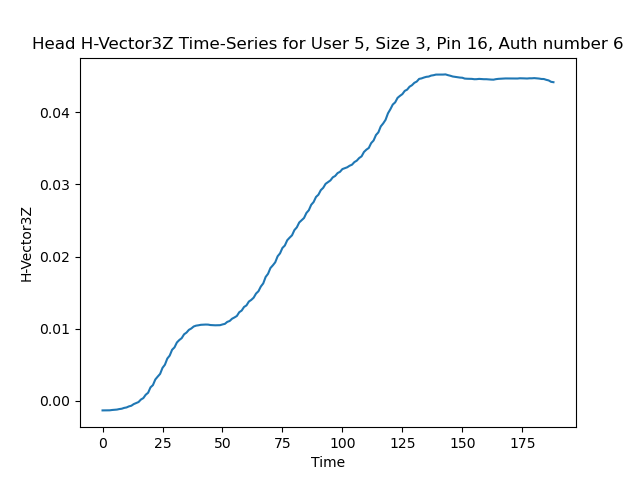 Head H-Vector3Z Time-Series for User 5, Size 3, Pin 16, Auth number 6
H-Vector3Z
0.04
0.03
0.02
0.01
0.00
0 25 50 75 100 125 150 175
Time